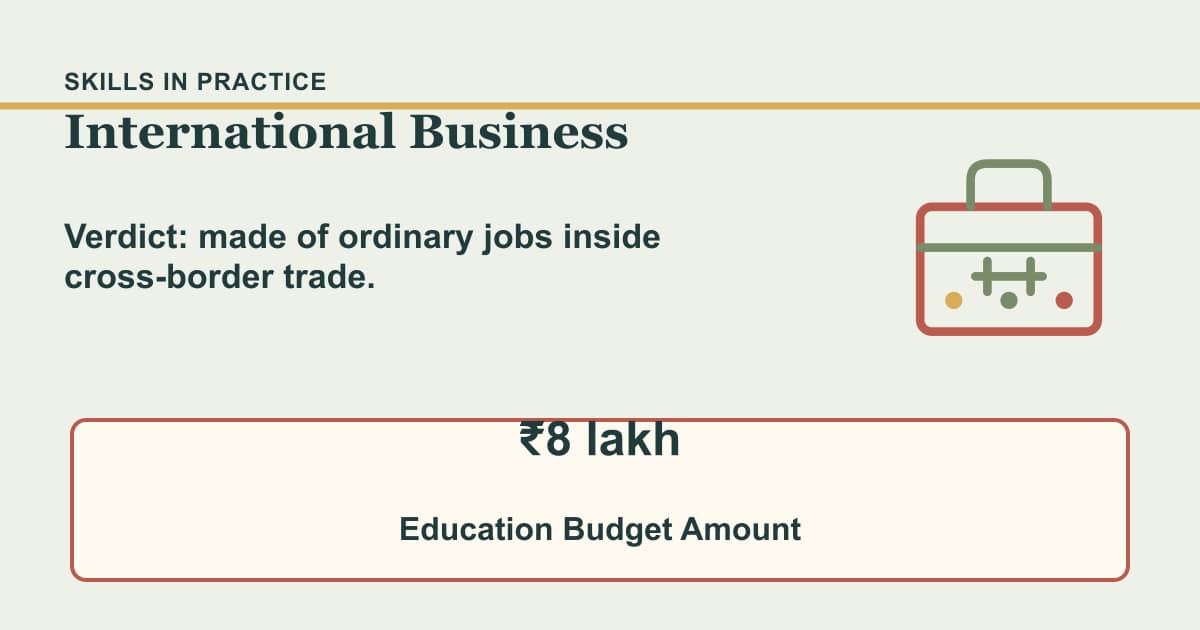 SKILLS IN PRACTICE
International Business
Verdict: made of ordinary jobs inside
cross-border trade.
₹8 lakh
Education Budget Amount